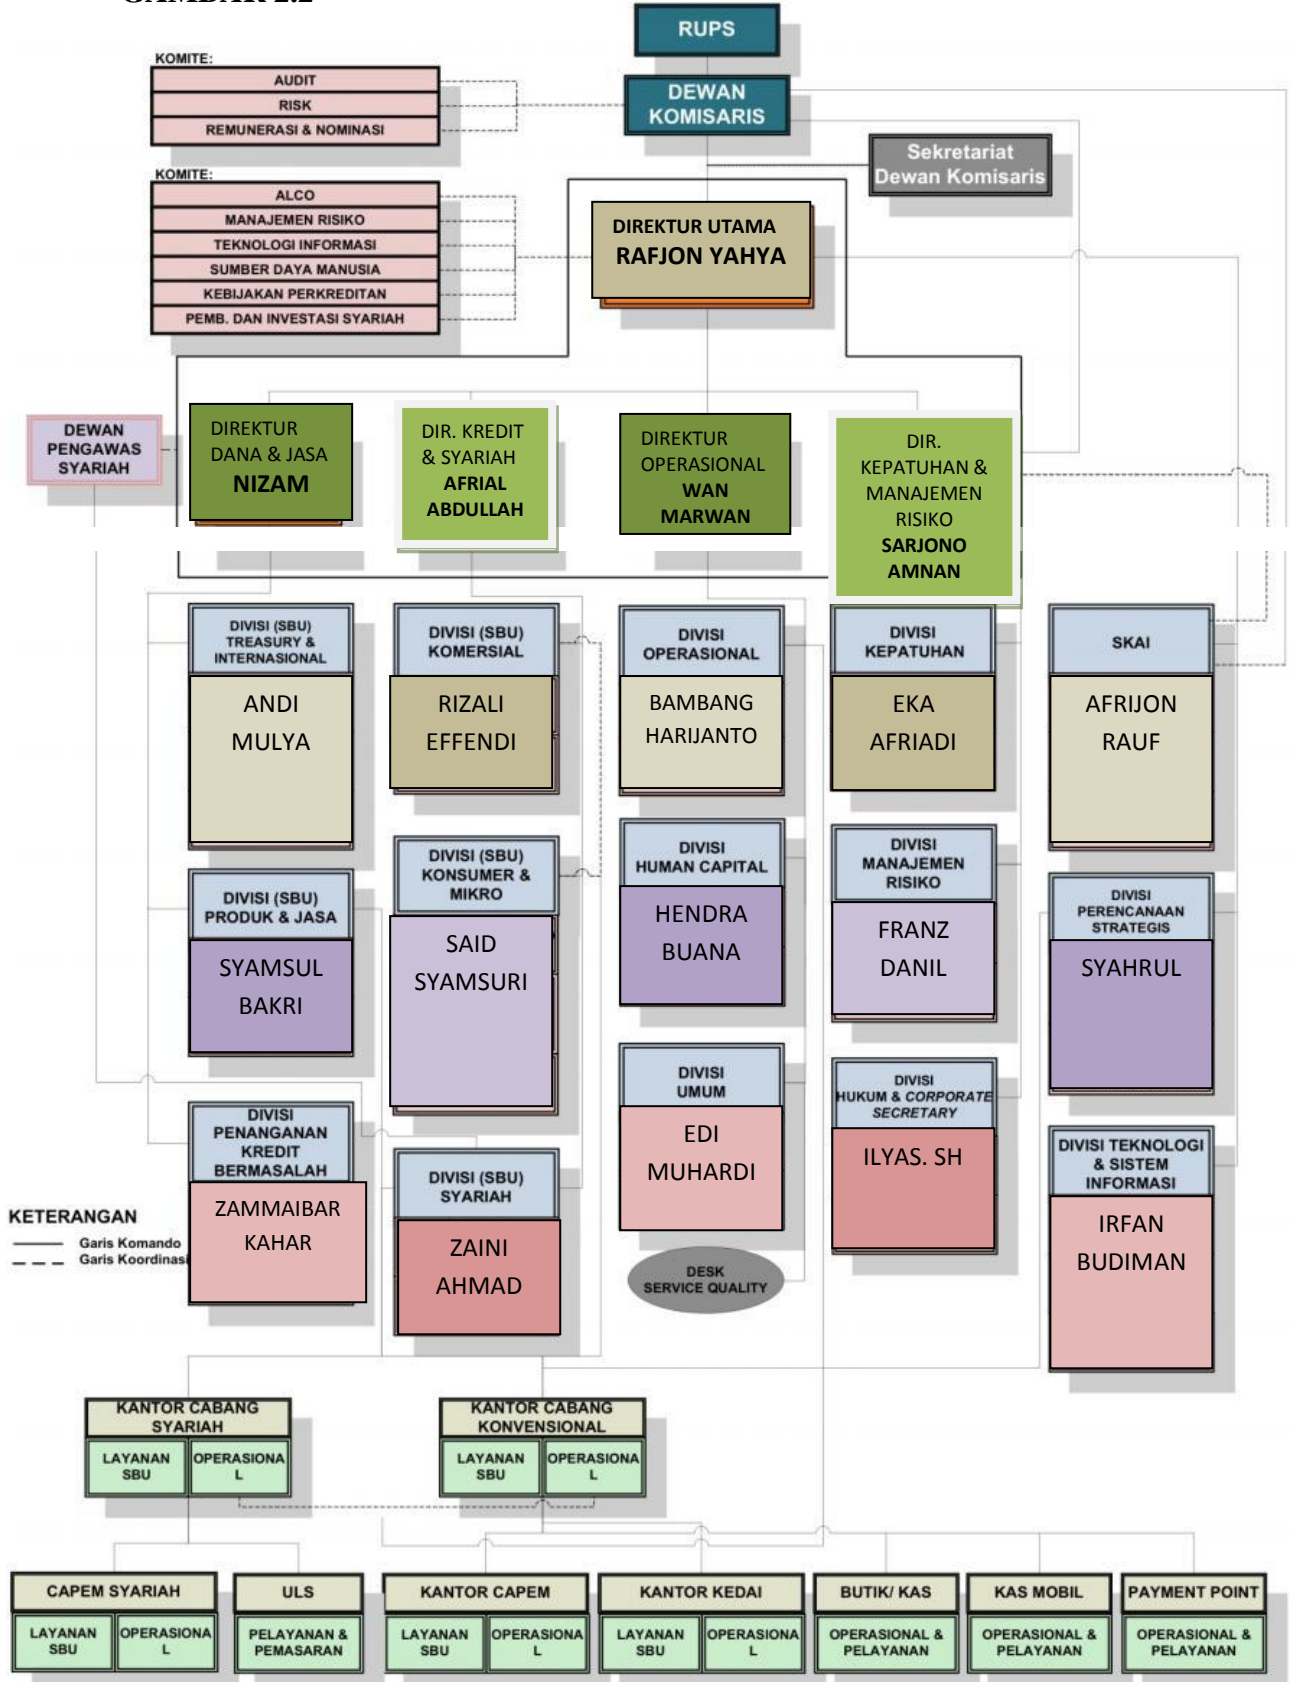 GAMBAR 2.2
RUPS
KOMITE:
AUDIT
RISK
REMUNERASI & NOMINASI
DEWAN
KOMISARIS
Sekretariat
Dewan Komisaris
KOMITE:
ALCO
MANAJEMEN RISIKO
TEKNOLOGI INFORMASI
SUMBER DAYA MANUSIA
KEBIJAKAN PERKREDITAN
PEMB. DAN INVESTASI SYARIAH
DIREKTUR UTAMA
RAFJON YAHYA
DEWAN
PENGAWAS
SYARIAH
DIREKTUR
DANA & JASA
NIZAM
DIR. KREDIT
& SYARIAH
AFRIAL
ABDULLAH
DIREKTUR
OPERASIONAL
WAN
MARWAN
DIR.
KEPATUHAN &
MANAJEMEN
RISIKO
SARJONO
AMNAN
DIVISI (SBU)
TREASURY &
INTERNASIONAL
ANDI
MULYA
DIVISI (SBU)
KOMERSIAL
RIZALI
EFFENDI
DIVISI
OPERASIONAL
BAMBANG
HARIJANTO
DIVISI
KEPATUHAN
EKA
AFRIADI
SKAI
AFRIJON
RAUF
DIVISI (SBU)
PRODUK & JASA
SYAMSUL
BAKRI
DIVISI (SBU)
KONSUMER &
MIKRO
SAID
SYAMSURI
DIVISI
HUMAN CAPITAL
HENDRA
BUANA
DIVISI
MANAJEMEN
RISIKO
FRANZ
DANIL
DIVISI
PERENCANAAN
STRATEGIS
SYAHRUL
DIVISI
PENANGANAN
KREDIT
BERMASALAH
ZAMMAIBAR
KAHAR
DIVISI (SBU)
SYARIAH
ZAINI
AHMAD
DIVISI
UMUM
EDI
MUHARDI
DIVISI
HUKUM & CORPORATE
SECRETARY
ILYAS. SH
DIVISI TEKNOLOGI
& SISTEM
INFORMASI
IRFAN
BUDIMAN
DESK
SERVICE QUALITY
KETERANGAN
Garis Komando
Garis Koordinasi
KANTOR CABANG
SYARIAH
LAYANAN
SBU
OPERASIONA
L
KANTOR CABANG
KONVENSIONAL
LAYANAN
SBU
OPERASIONA
L
CAPEM SYARIAH
LAYANAN
SBU
OPERASIONA
L
ULS
PELAYANAN &
PEMASARAN
KANTOR CAPEM
LAYANAN
SBU
OPERASIONA
L
KANTOR KEDAI
LAYANAN
SBU
OPERASIONA
L
BUTIK/ KAS
OPERASIONAL &
PELAYANAN
KAS MOBIL
OPERASIONAL &
PELAYANAN
PAYMENT POINT
OPERASIONAL &
PELAYANAN